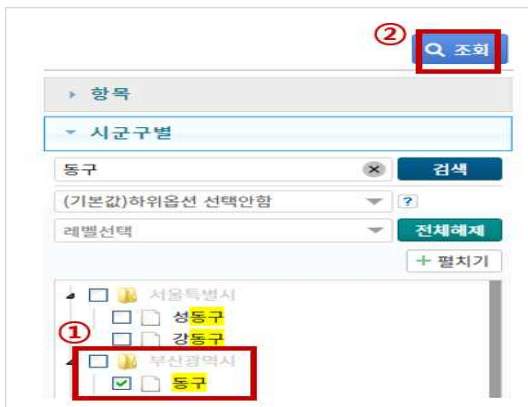 ②
조회
항목
시군구별
동구 검색
(기본값)하위옵션 선택안함 ?
레벨선택 전체해제
+ 펼치기
서울특별시
성동구
①
강동구
부산광역시
동구